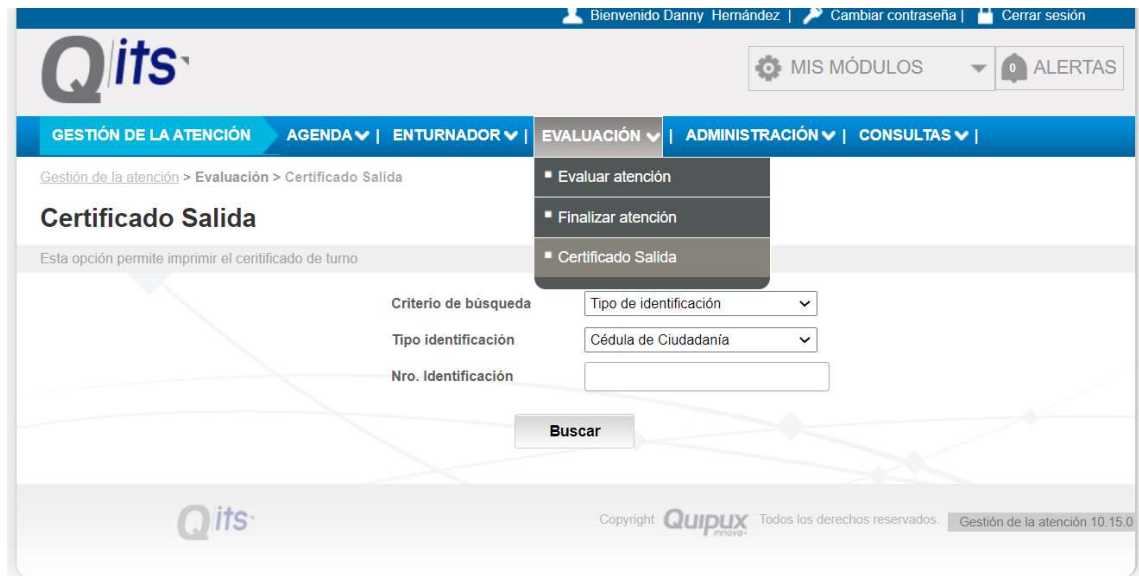 Bienvenido Danny Hernández | Cambiar contraseña | Cerrar sesión
Qits
MIS MÓDULOS 0 ALERTAS
GESTIÓN DE LA ATENCIÓN AGENDA | ENTURNADOR | EVALUACIÓN | ADMINISTRACIÓN | CONSULTAS |
Gestión de la atención > Evaluación > Certificado Salida
Evaluar atención
Finalizar atención
Certificado Salida
Certificado Salida
Esta opción permite imprimir el ceritificado de turno
Criterio de búsqueda Tipo de identificación
Tipo identificación Cédula de Ciudadanía
Nro. Identificación
Buscar
Qits
Copyright Quipux innova Todos los derechos reservados. Gestión de la atención 10.15.0